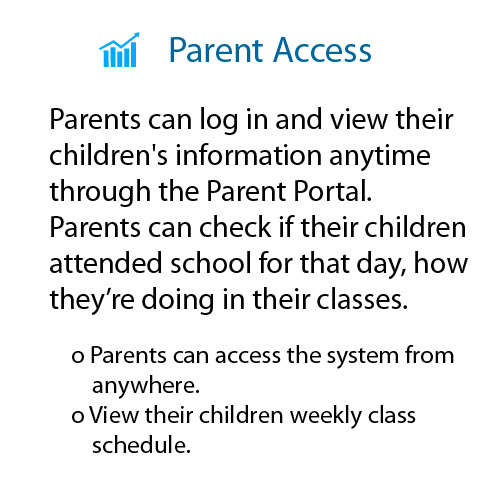 Parent Access
Parents can log in and view their
children's information anytime
through the Parent Portal.
Parents can check if their children
attended school for that day, how
they’re doing in their classes.
o Parents can access the system from
anywhere.
o View their children weekly class
schedule.